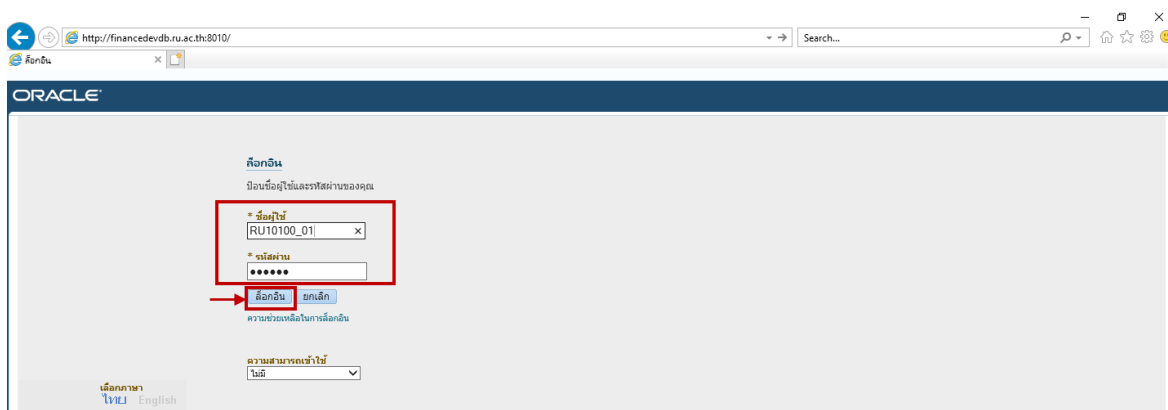 http://financedevdb.ru.ac.th:8010/
Search...
ล็อกอิน
ORACLE
ล็อกอิน
ป้อนชื่อผู้ใช้และรหัสผ่านของคุณ
* ชื่อผู้ใช้
RU10100_01
* รหัสผ่าน
ล็อกอิน ยกเลิก
ความช่วยเหลือในการล็อกอิน
ความสามารถเข้าใช้
ไม่มี
เลือกภาษา
ไทย English